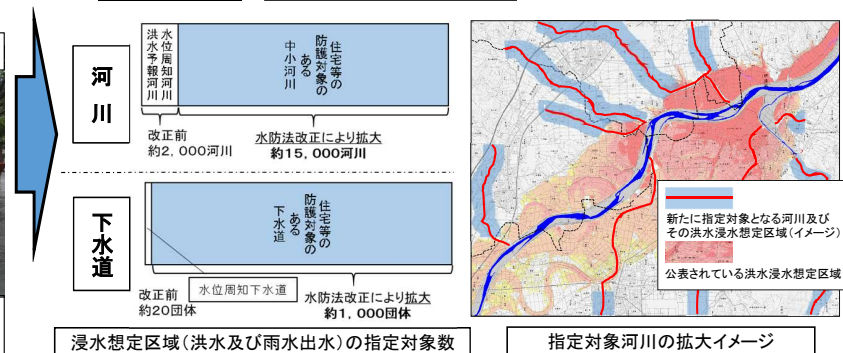 河川
洪水予報河川
水位周知河川
住宅等の
防護対象の
ある
中小河川
改正前
約2,000河川
水防法改正により拡大
約15,000河川
下水道
住宅等の
防護対象の
ある
下水道
水位周知下水道
改正前
約20団体
水防法改正により拡大
約1,000団体
浸水想定区域(洪水及び雨水出水)の指定対象数
新たに指定対象となる河川及び
その洪水浸水想定区域(イメージ)
公表されている洪水浸水想定区域
指定対象河川の拡大イメージ